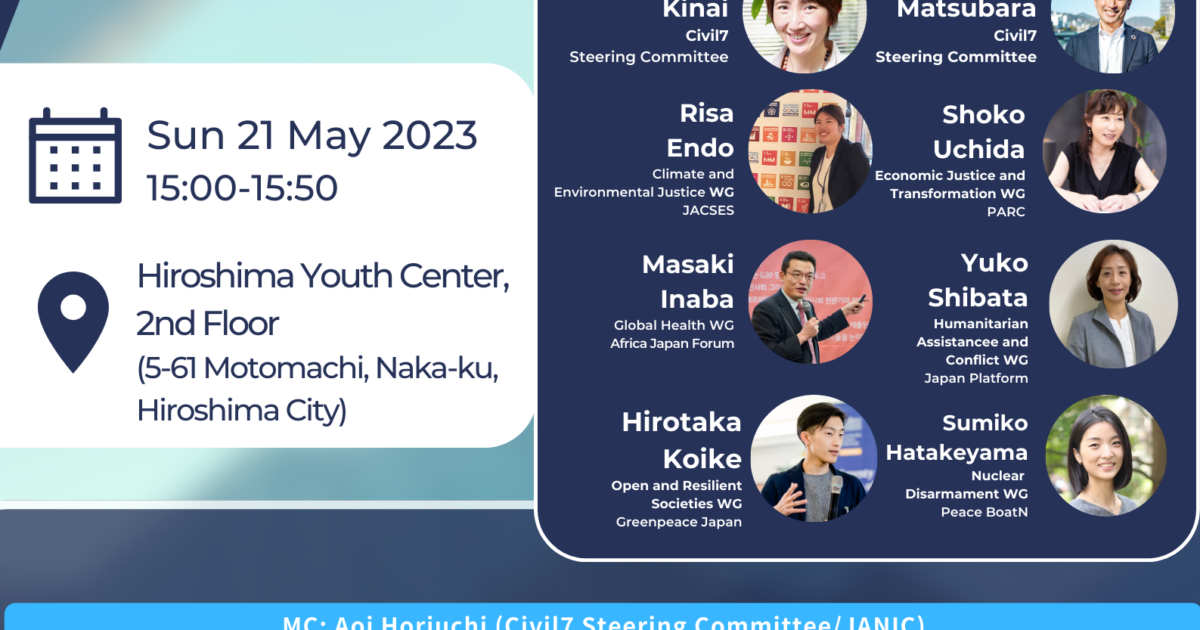 Sun 21 May 2023
15:00-15:50
Hiroshima Youth Center,
2nd Floor
(5-61 Motomachi, Naka-ku,
Hiroshima City)
Kinai
Civil7
Steering Committee
Matsubara
Civil7
Steering Committee
Risa
Endo
Climate and
Environmental Justice WG
JACSES
Shoko
Uchida
Economic Justice and
Transformation WG
PARC
Masaki
Inaba
Global Health WG
Africa Japan Forum
Yuko
Shibata
Humanitarian
Assistancee and
Conflict WG
Japan Platform
Hirotaka
Koike
Open and Resilient
Societies WG
Greenpeace Japan
Sumiko
Hatakeyama
Nuclear
Disarmament WG
Peace BoatN
MC: Aoi Horiuchi (Civil7 Steering Committee/JANIC)